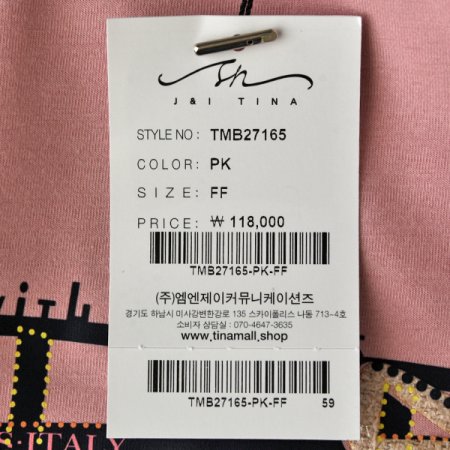 sn
J & I TINA
STYLE NO: TMB27165
COLOR: PK
SIZE: FF
PRICE: ₩ 118,000
TMB27165-PK-FF
(주)엠엔제이커뮤니케이션즈
경기도 하남시 미사강변한강로 135 스카이폴리스 나동 713-4호
소비자 상담실 : 070-4647-3635
www.tinamall.shop
TMB27165-PK-FF 59
with
S·ITALY